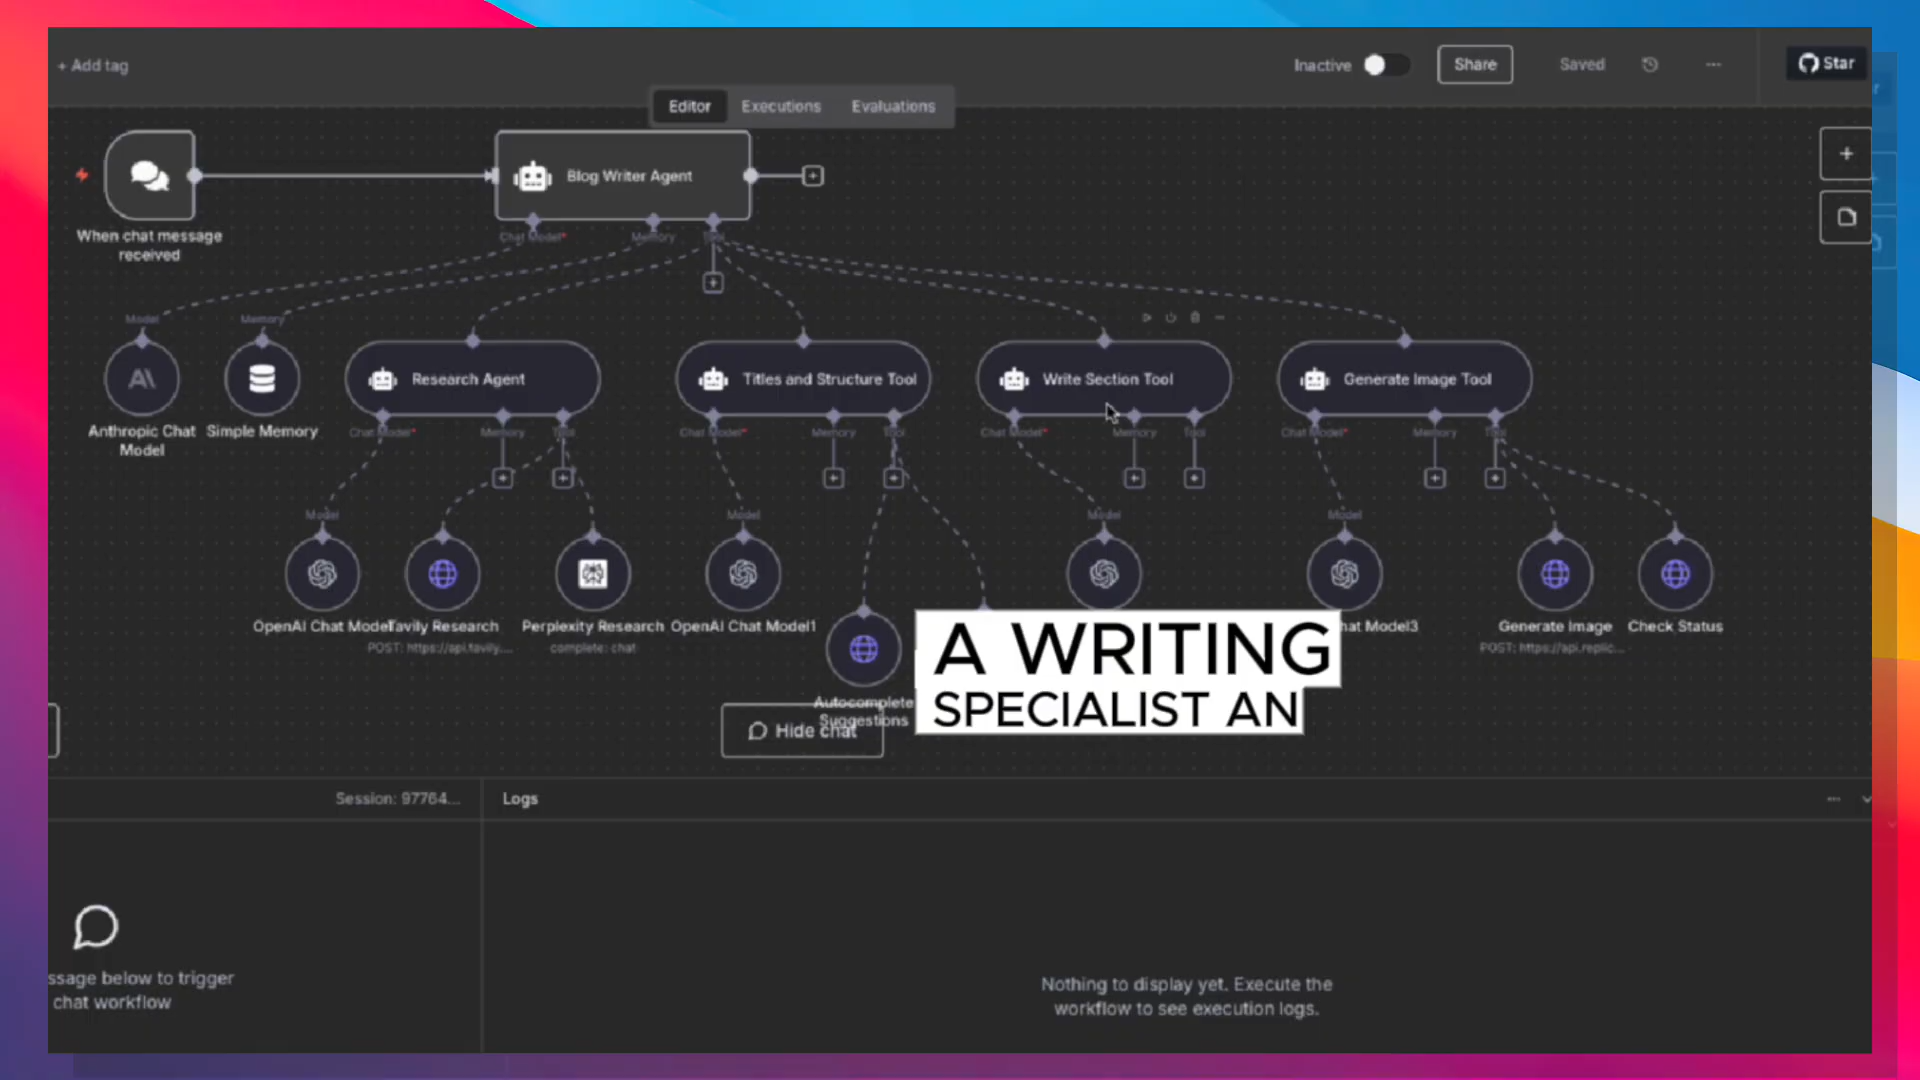 + Add tag
Inactive
Share
Saved
Star
Editor
Executions
Evaluations
Blog Writer Agent
When chat message
received
Chat Model*
Memory
Tool
Model
Memory
Anthropic Chat
Model
Simple Memory
Research Agent
Titles and Structure Tool
Write Section Tool
Generate Image Tool
Chat Model*
Memory
Tool
Chat Model*
Memory
Tool
Chat Model*
Memory
Tool
Chat Model*
Memory
Tool
Model
Model
Model
Model
OpenAI Chat Model
Tavily Research
POST: https://api.tavily....
Perplexity Research
complete: chat
OpenAI Chat Model1
hat Model3
Generate Image
POST: https://api.replic...
Check Status
Autocomplete
Suggestions
A WRITING
SPECIALIST AN
Hide chat
Session: 97764...
Logs
ssage below to trigger
chat workflow
Nothing to display yet. Execute the
workflow to see execution logs.